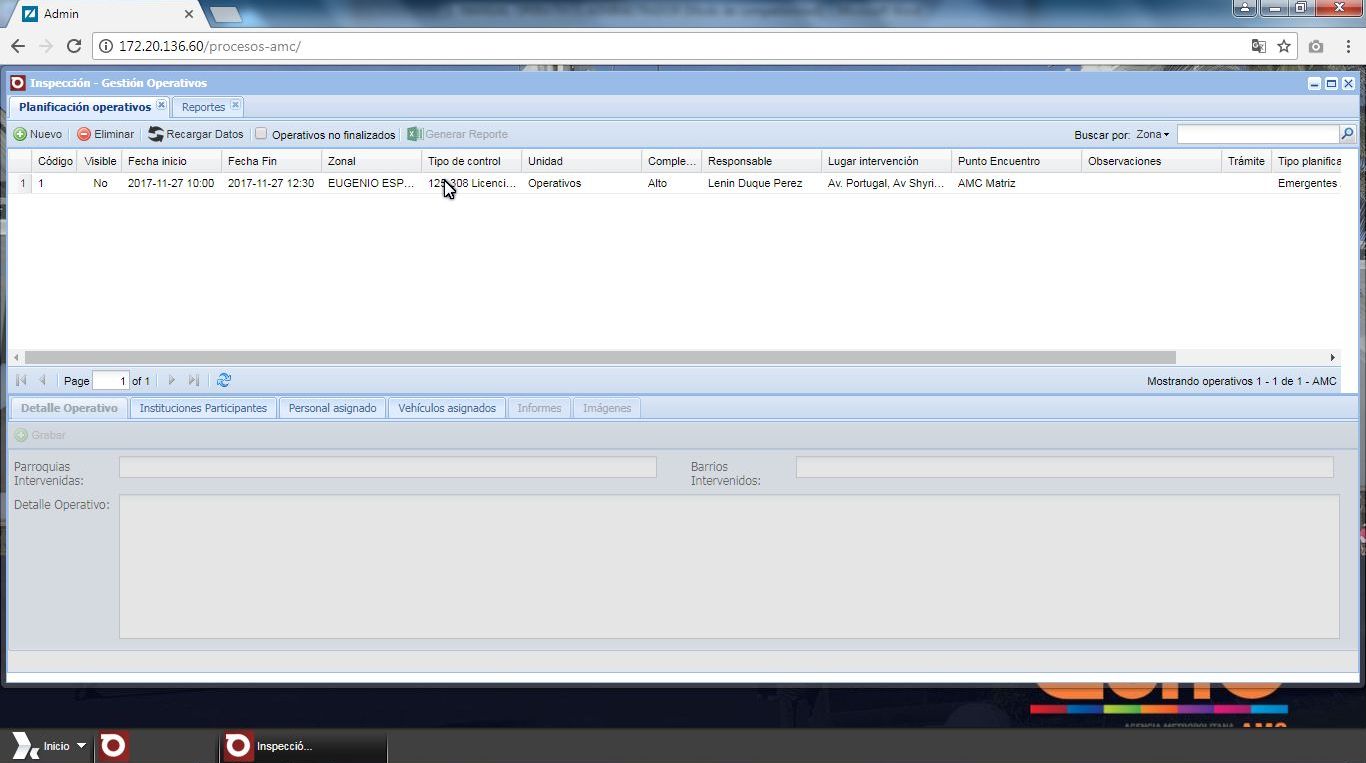 Admin
172.20.136.60/procesos-amc/
Inspección - Gestión Operativos
Planificación operativos Reportes
Nuevo Eliminar Recargar Datos Operativos no finalizados Generar Reporte Buscar por: Zona
Código Visible Fecha inicio Fecha Fin Zonal Tipo de control Unidad Comple... Responsable Lugar intervención Punto Encuentro Observaciones Trámite Tipo planifica
1 1 No 2017-11-27 10:00 2017-11-27 12:30 EUGENIO ESP... Licenci... Operativos Alto Lenin Duque Perez Av. Portugal, Av Shyri... AMC Matriz Emergentes
Page 1 of 1 Mostrando operativos 1 - 1 de 1 - AMC
Detalle Operativo Instituciones Participantes Personal asignado Vehículos asignados Informes Imágenes
Grabar
Parroquias Intervenidas: Barrios Intervenidos:
Detalle Operativo:
AGENCIA METROPOLITANA AMC
Inicio Inspecció...